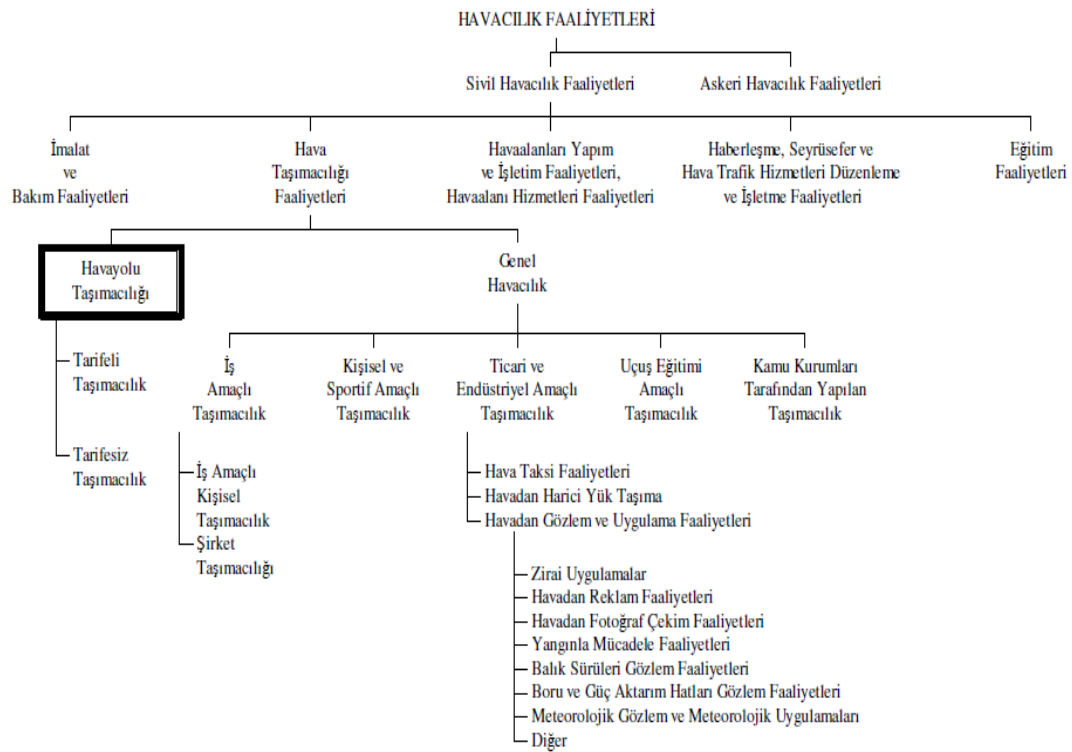 HAVACILIK FAALİYETLERİ
Sivil Havacılık Faaliyetleri
Askeri Havacılık Faaliyetleri
İmalat
ve
Bakım Faaliyetleri
Hava
Taşımacılığı
Faaliyetleri
Havaalanları Yapım
ve İşletim Faaliyetleri,
Havaalanı Hizmetleri Faaliyetleri
Haberleşme, Seyrüsefer ve
Hava Trafik Hizmetleri Düzenleme
ve İşletme Faaliyetleri
Eğitim
Faaliyetleri
Havayolu
Taşımacılığı
Genel
Havacılık
Tarifeli
Taşımacılık
Tarifesiz
Taşımacılık
İş
Amaçlı
Taşımacılık
Kişisel ve
Sportif Amaçlı
Taşımacılık
Ticari ve
Endüstriyel Amaçlı
Taşımacılık
Uçuş Eğitimi
Amaçlı
Taşımacılık
Kamu Kurumları
Tarafından Yapılan
Taşımacılık
İş Amaçlı
Kişisel
Taşımacılık
Şirket
Taşımacılığı
Hava Taksi Faaliyetleri
Havadan Harici Yük Taşıma
Havadan Gözlem ve Uygulama Faaliyetleri
Zirai Uygulamalar
Havadan Reklam Faaliyetleri
Havadan Fotoğraf Çekim Faaliyetleri
Yangınla Mücadele Faaliyetleri
Balık Sürüleri Gözlem Faaliyetleri
Boru ve Güç Aktarım Hatları Gözlem Faaliyetleri
Meteorolojik Gözlem ve Meteorolojik Uygulamaları
Diğer